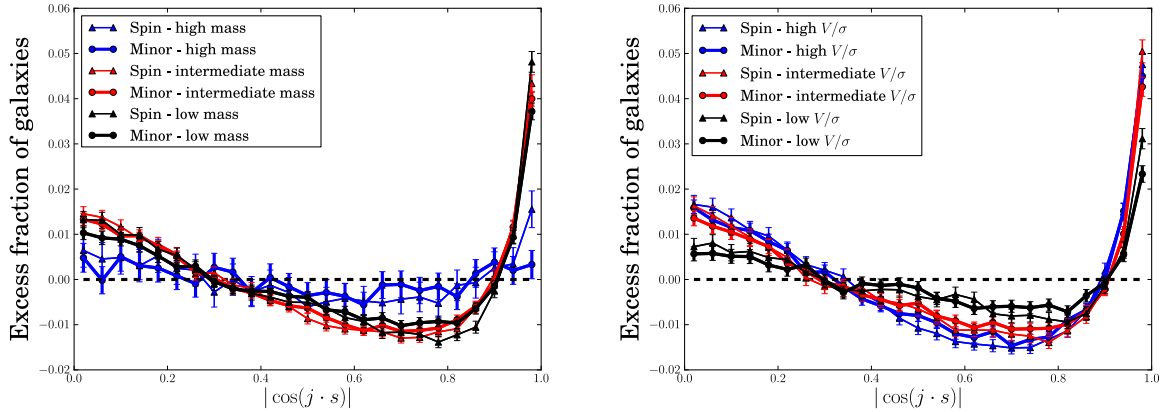 Excess fraction of galaxies
0.06
0.05
0.04
0.03
0.02
0.01
0.00
−0.01
−0.02
Spin - high mass
Minor - high mass
Spin - intermediate mass
Minor - intermediate mass
Spin - low mass
Minor - low mass
0.0 0.2 0.4 0.6 0.8 1.0
|cos(j · s)|
Excess fraction of galaxies
0.06
0.05
0.04
0.03
0.02
0.01
0.00
−0.01
−0.02
Spin - high V/σ
Minor - high V/σ
Spin - intermediate V/σ
Minor - intermediate V/σ
Spin - low V/σ
Minor - low V/σ
0.0 0.2 0.4 0.6 0.8 1.0
|cos(j · s)|